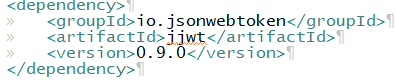 <dependency>
<groupId>io.jsonwebtoken</groupId>
<artifactId>jjwt</artifactId>
<version>0.9.0</version>
</dependency>